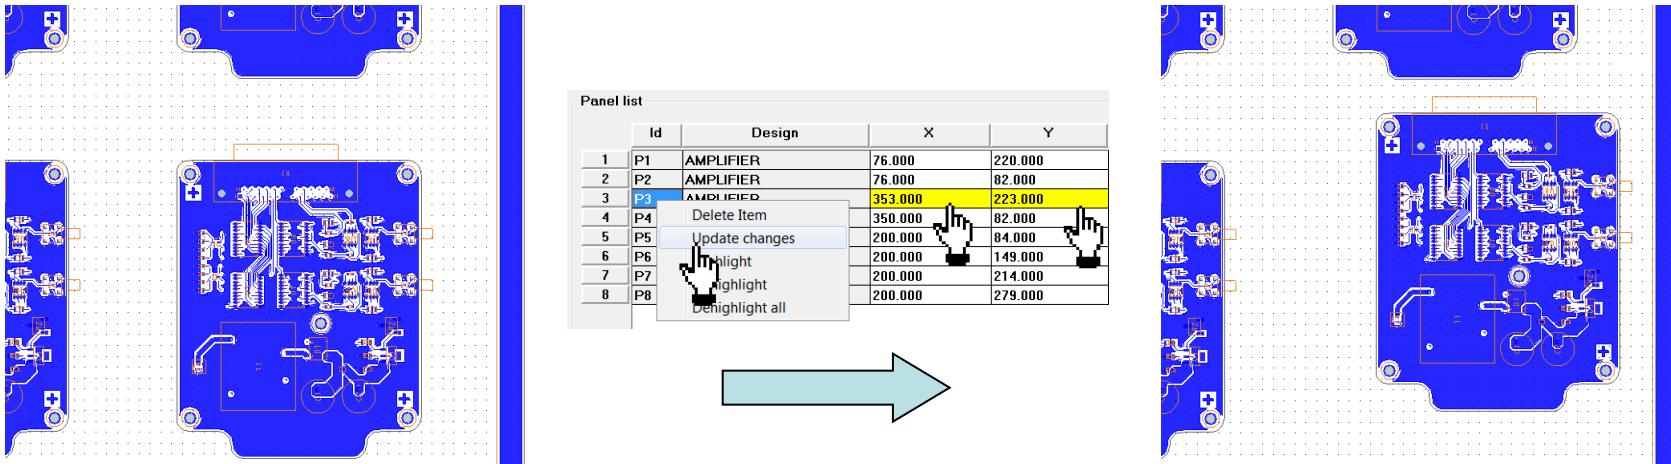 Panel list
Id Design X Y
1 P1 AMPLIFIER 76.000 220.000
2 P2 AMPLIFIER 76.000 82.000
3 P3 AMPLIFIER 353.000 223.000
4 P4 350.000 82.000
5 P5 200.000 84.000
6 P6 200.000 149.000
7 P7 200.000 214.000
8 P8 200.000 279.000
Delete Item
Update changes
hlight
highlight
Dehighlight all